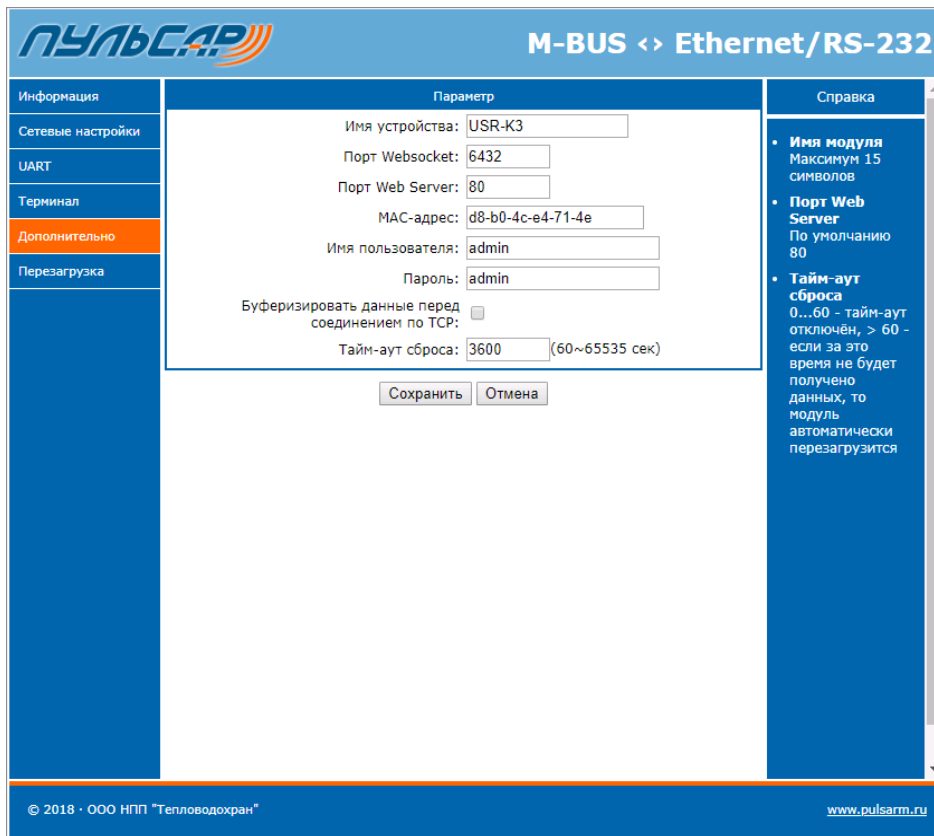 ПУЛЬСАР
M-BUS <> Ethernet/RS-232
Информация
Сетевые настройки
UART
Терминал
Дополнительно
Перезагрузка
Параметр
Имя устройства: USR-K3
Порт Websocket: 6432
Порт Web Server: 80
MAC-адрес: d8-b0-4c-e4-71-4e
Имя пользователя: admin
Пароль: admin
Буферизировать данные перед
соединением по TCP:
Тайм-аут сброса: 3600 (60~65535 сек)
Сохранить Отмена
Справка
• Имя модуля
Максимум 15
символов
• Порт Web
Server
По умолчанию
80
• Тайм-аут
сброса
0...60 - тайм-аут
отключён, > 60 -
если за это
время не будет
получено
данных, то
модуль
автоматически
перезагрузится
© 2018 · ООО НПП "Тепловодохран"
www.pulsarm.ru